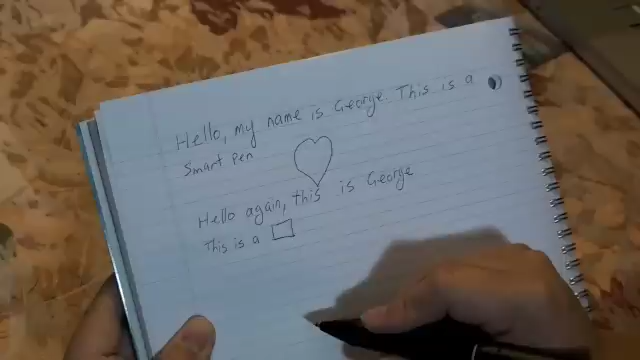 Hello, my name is George. This is a
Smart Pen
Hello again, this is George
This is a